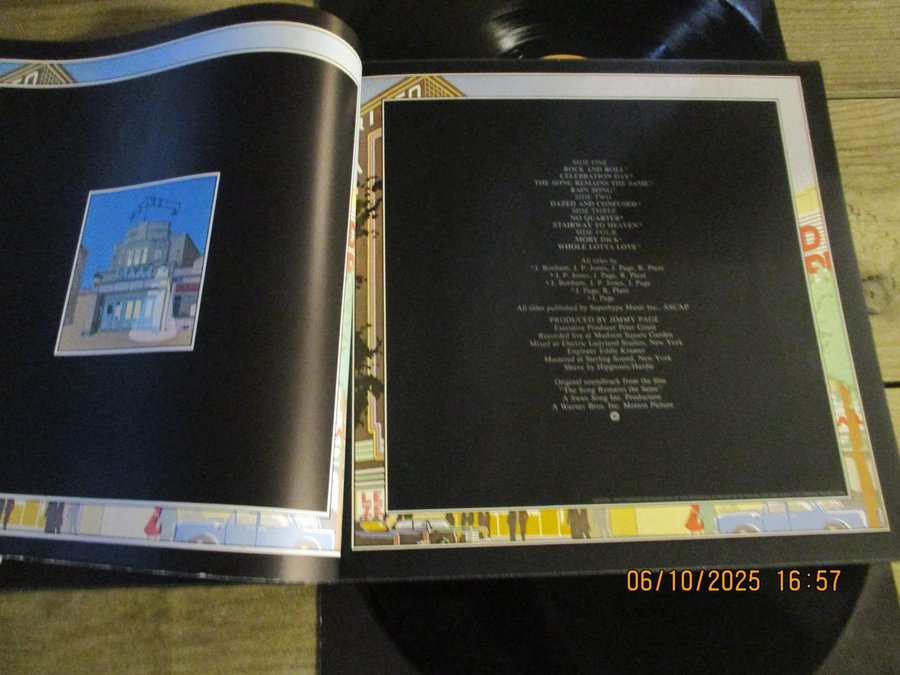 SIDE ONE
ROCK AND ROLL*
CELEBRATION DAY*
THE SONG REMAINS THE SAME*
RAIN SONG*
SIDE TWO
DAZED AND CONFUSED*
SIDE THREE
NO QUARTER*
STAIRWAY TO HEAVEN*
SIDE FOUR
MOBY DICK*
WHOLE LOTTA LOVE*
All titles by
*J. Bonham, J. P. Jones, J. Page, R. Plant
*J. P. Jones, J. Page, R. Plant
*J. Bonham, J. P. Jones, J. Page
*J. Page, R. Plant
*J. Page
All titles published by Superhype Music Inc., ASCAP
PRODUCED BY JIMMY PAGE
Executive Producer Peter Grant
Recorded live at Madison Square Garden
Mixed at Electric Ladyland Studios, New York
Engineer Eddie Kramer
Mastered at Sterling Sound, New York
Sleeve by Hipgnosis/Hardie
Original soundtrack from the film
"The Song Remains the Same"
A Swan Song Inc. Production
A Warner Bros. Inc. Motion Picture
20
LE
06/10/2025 16:57